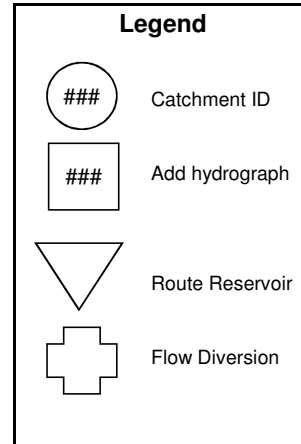 Legend
### Catchment ID
### Add hydrograph
Route Reservoir
Flow Diversion